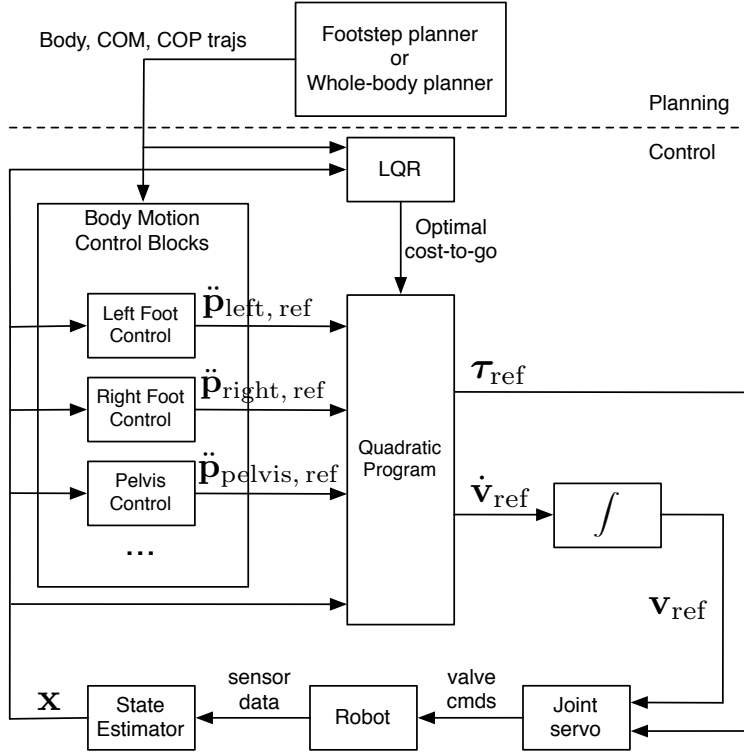 Body, COM, COP trajs
Footstep planner
or
Whole-body planner
Planning
Control
LQR
Body Motion
Control Blocks
Optimal
cost-to-go
Left Foot
Control
p̈left, ref
Right Foot
Control
p̈right, ref
Pelvis
Control
p̈pelvis, ref
...
Quadratic
Program
τref
v̇ref
∫
vref
x
State
Estimator
sensor
data
Robot
valve
cmds
Joint
servo